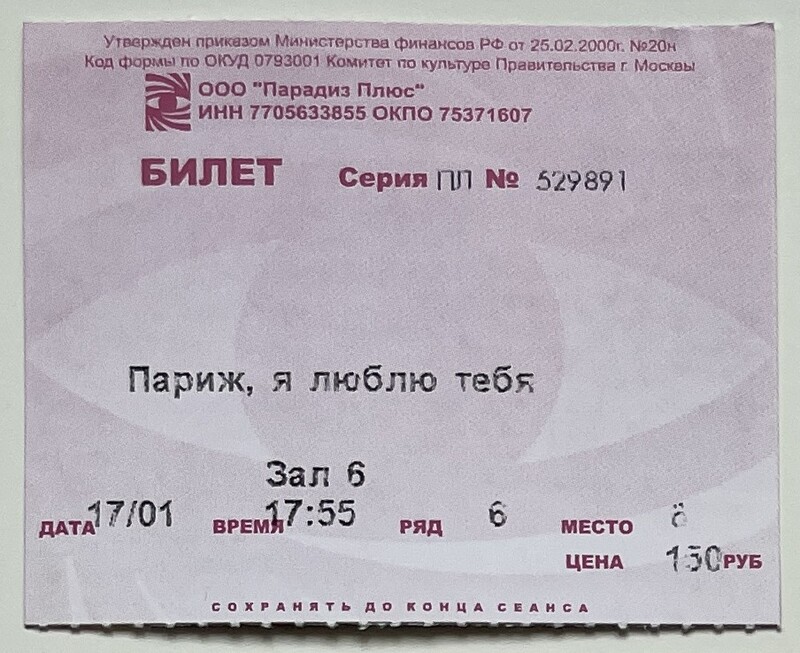 Утвержден приказом Министерства финансов РФ от 25.02.2000г. №20н
Код формы по ОКУД 0793001 Комитет по культуре Правительства г. Москвы
ООО "Парадиз Плюс"
ИНН 7705633855 ОКПО 75371607
БИЛЕТ Серия ПЛ № 529891
Париж, я люблю тебя
Зал 6
ДАТА 17/01 ВРЕМЯ 17:55 РЯД 6 МЕСТО
ЦЕНА 150 РУБ
СОХРАНЯТЬ ДО КОНЦА СЕАНСА